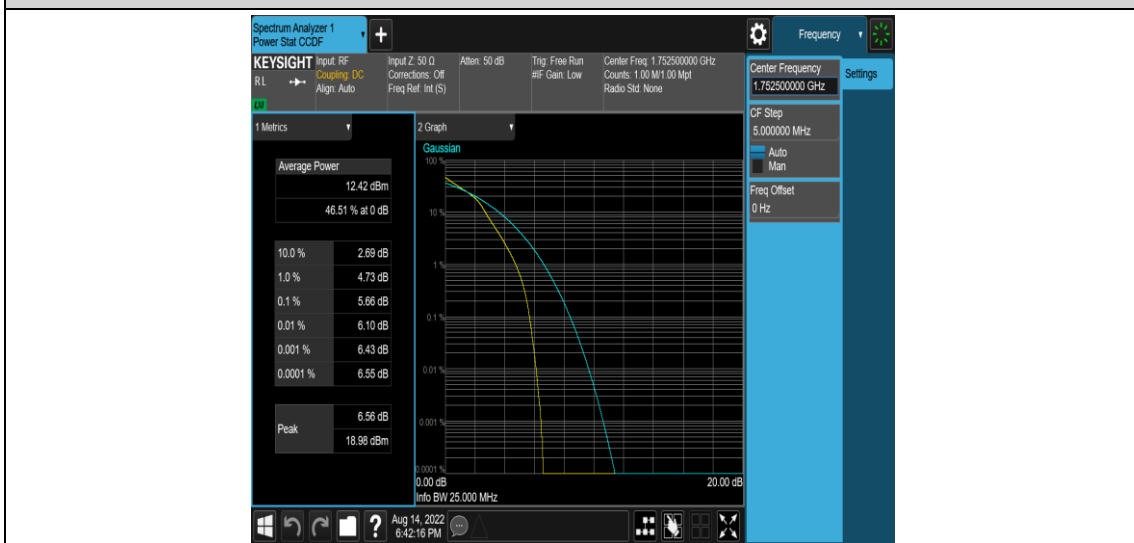 Spectrum Analyzer 1
Power Stat CCDF
Frequency
KEYSIGHT
RL
LXI
Input: RF
Coupling: DC
Align: Auto
Input Z: 50 Ω
Corrections: Off
Freq Ref: Int (S)
Atten: 50 dB
Trig: Free Run
#IF Gain: Low
Center Freq: 1.752500000 GHz
Counts: 1.00 M/1.00 Mpt
Radio Std: None
Center Frequency
1.752500000 GHz
Settings
CF Step
5.000000 MHz
Auto
Man
Freq Offset
0 Hz
1 Metrics
Average Power
12.42 dBm
46.51 % at 0 dB
10.0 % 2.69 dB
1.0 % 4.73 dB
0.1 % 5.66 dB
0.01 % 6.10 dB
0.001 % 6.43 dB
0.0001 % 6.55 dB
Peak
6.56 dB
18.98 dBm
2 Graph
Gaussian
100 %
10 %
1 %
0.1 %
0.01 %
0.001 %
0.0001 %
0.00 dB 20.00 dB
Info BW 25.000 MHz
?
Aug 14, 2022
6:42:16 PM